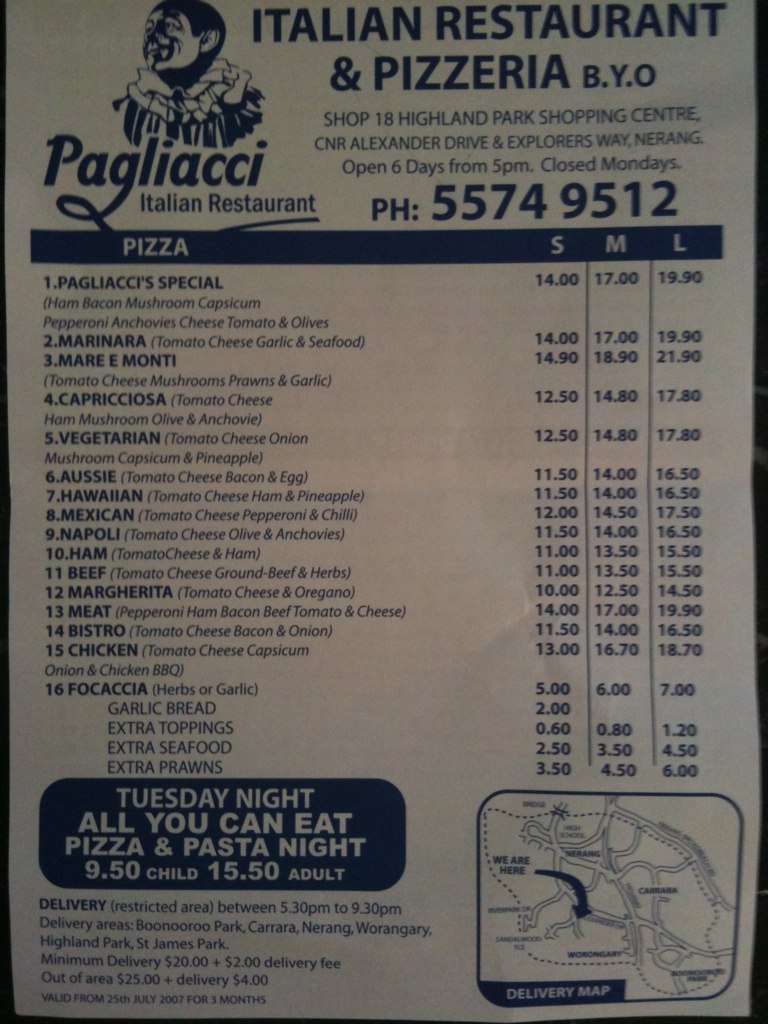 ITALIAN RESTAURANT
& PIZZERIA B.Y.O
SHOP 18 HIGHLAND PARK SHOPPING CENTRE,
CNR ALEXANDER DRIVE & EXPLORERS WAY, NERANG.
Open 6 Days from 5pm. Closed Mondays.
PH: 5574 9512
Pagliacci
Italian Restaurant
PIZZA S M L
1.PAGLIACCI'S SPECIAL 14.00 17.00 19.90
(Ham Bacon Mushroom Capsicum
Pepperoni Anchovies Cheese Tomato & Olives
2.MARINARA (Tomato Cheese Garlic & Seafood) 14.00 17.00 19.90
3.MARE E MONTI 14.90 18.90 21.90
(Tomato Cheese Mushrooms Prawns & Garlic)
4.CAPRICCIOSA (Tomato Cheese 12.50 14.80 17.80
Ham Mushroom Olive & Anchovie)
5.VEGETARIAN (Tomato Cheese Onion 12.50 14.80 17.80
Mushroom Capsicum & Pineapple)
6.AUSSIE (Tomato Cheese Bacon & Egg) 11.50 14.00 16.50
7.HAWAIIAN (Tomato Cheese Ham & Pineapple) 11.50 14.00 16.50
8.MEXICAN (Tomato Cheese Pepperoni & Chilli) 12.00 14.50 17.50
9.NAPOLI (Tomato Cheese Olive & Anchovies) 11.50 14.00 16.50
10.HAM (TomatoCheese & Ham) 11.00 13.50 15.50
11 BEEF (Tomato Cheese Ground-Beef & Herbs) 11.00 13.50 15.50
12 MARGHERITA (Tomato Cheese & Oregano) 10.00 12.50 14.50
13 MEAT (Pepperoni Ham Bacon Beef Tomato & Cheese) 14.00 17.00 19.90
14 BISTRO (Tomato Cheese Bacon & Onion) 11.50 14.00 16.50
15 CHICKEN (Tomato Cheese Capsicum 13.00 16.70 18.70
Onion & Chicken BBQ)
16 FOCACCIA (Herbs or Garlic) 5.00 6.00 7.00
GARLIC BREAD 2.00
EXTRA TOPPINGS 0.60 0.80 1.20
EXTRA SEAFOOD 2.50 3.50 4.50
EXTRA PRAWNS 3.50 4.50 6.00
TUESDAY NIGHT
ALL YOU CAN EAT
PIZZA & PASTA NIGHT
9.50 CHILD 15.50 ADULT
DELIVERY (restricted area) between 5.30pm to 9.30pm
Delivery areas: Boonooroo Park, Carrara, Nerang, Worangary,
Highland Park, St James Park.
Minimum Delivery $20.00 + $2.00 delivery fee
Out of area $25.00 + delivery $4.00
VALID FROM 25th JULY 2007 FOR 3 MONTHS
BRIDGE
HIGH
SCHOOL
NERANG
WE ARE
HERE
CARRARA
RIVERPARK DR
SANDALWOOD
TCE
WORONGARY
BOONOOROO
PARK
DELIVERY MAP